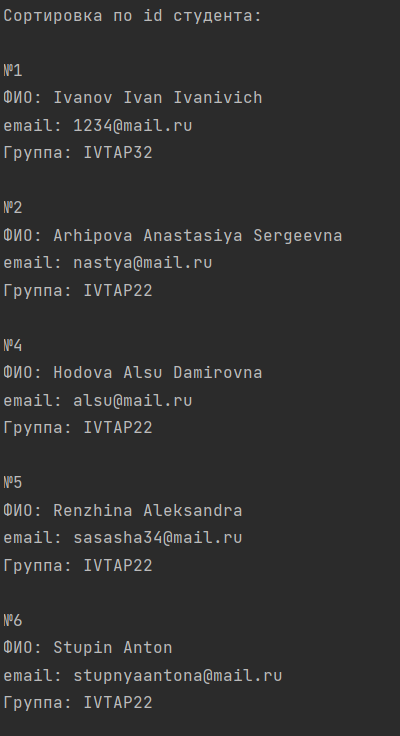 Сортировка по id студента:
№1
ФИО: Ivanov Ivan Ivanivich
email: 1234@mail.ru
Группа: IVTAP32
№2
ФИО: Arhipova Anastasiya Sergeevna
email: nastya@mail.ru
Группа: IVTAP22
№4
ФИО: Hodova Alsu Damirovna
email: alsu@mail.ru
Группа: IVTAP22
№5
ФИО: Renzhina Aleksandra
email: sasasha34@mail.ru
Группа: IVTAP22
№6
ФИО: Stupin Anton
email: stupnyaantona@mail.ru
Группа: IVTAP22